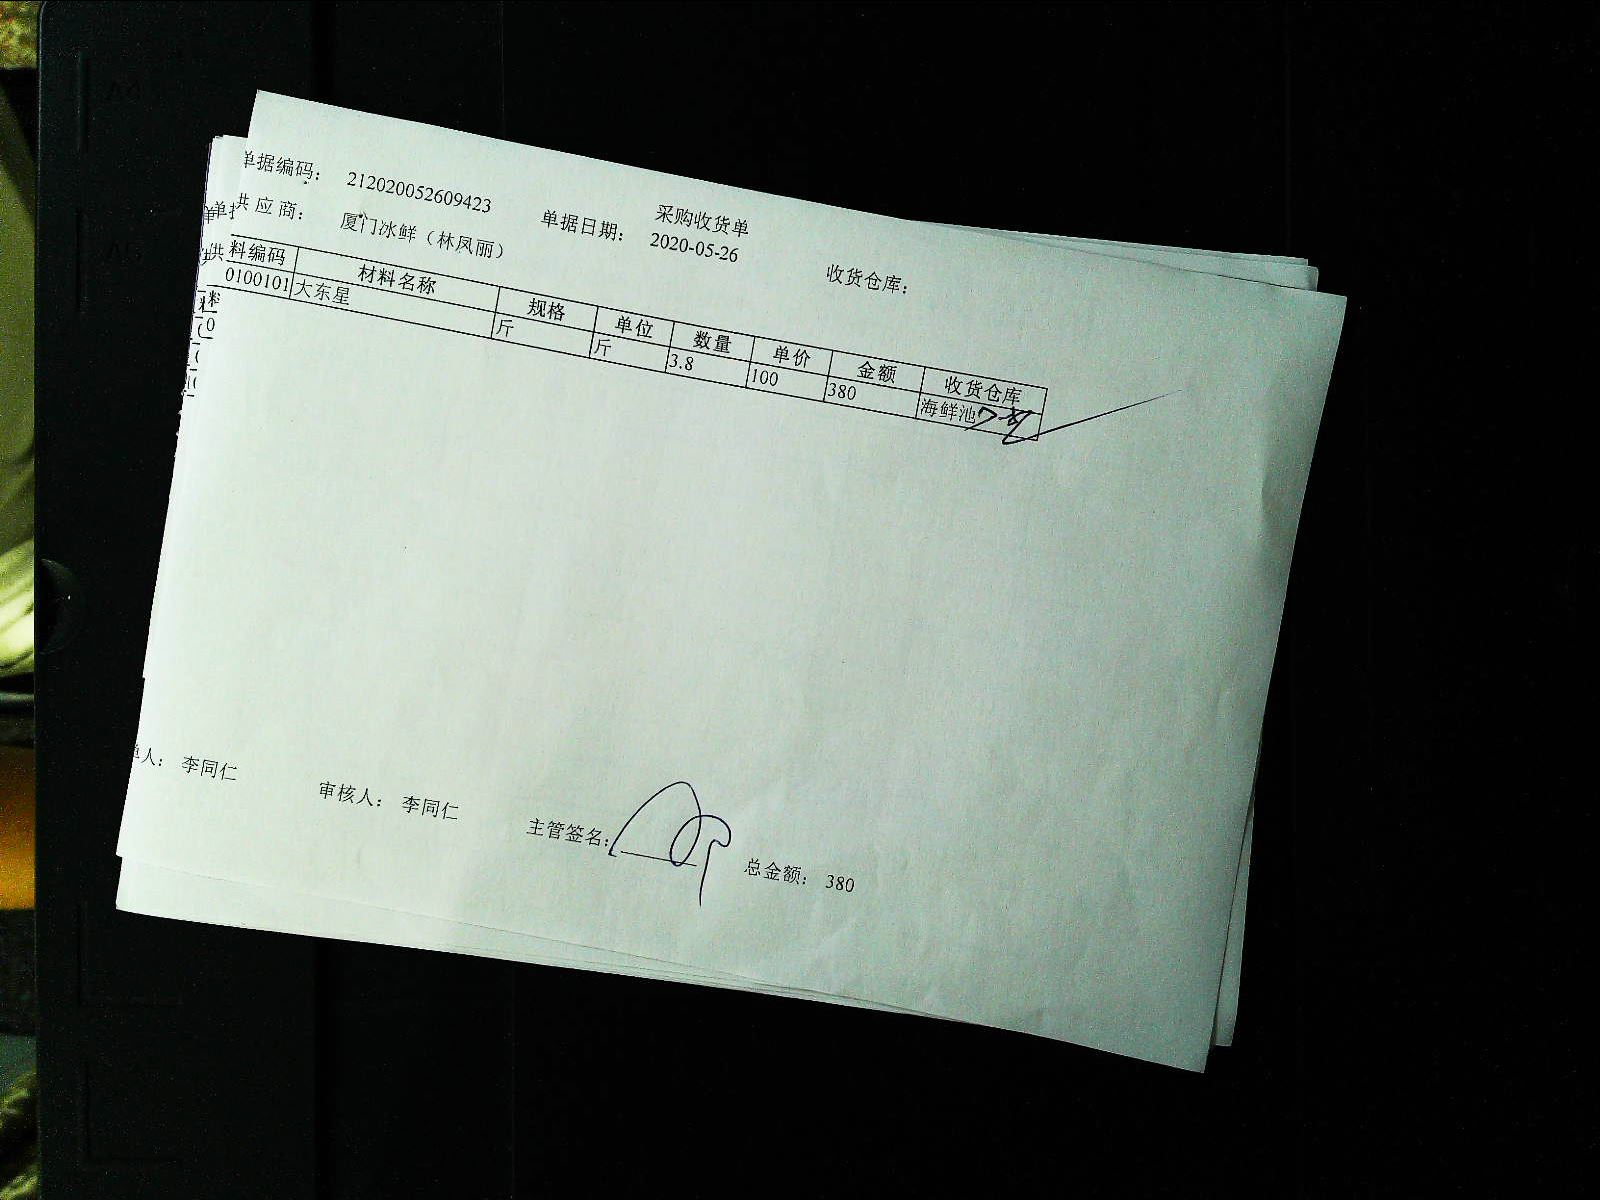 采购收货单
单据编码： 212020052609423 单据日期： 2020-05-26 收货仓库：
供应商： 厦门冰鲜（林凤丽）
料编码 材料名称 规格 单位 数量 单价 金额 收货仓库
0100101 大东星 斤 斤 3.8 100 380 海鲜池
单人： 李同仁 审核人： 李同仁 主管签名： 总金额： 380